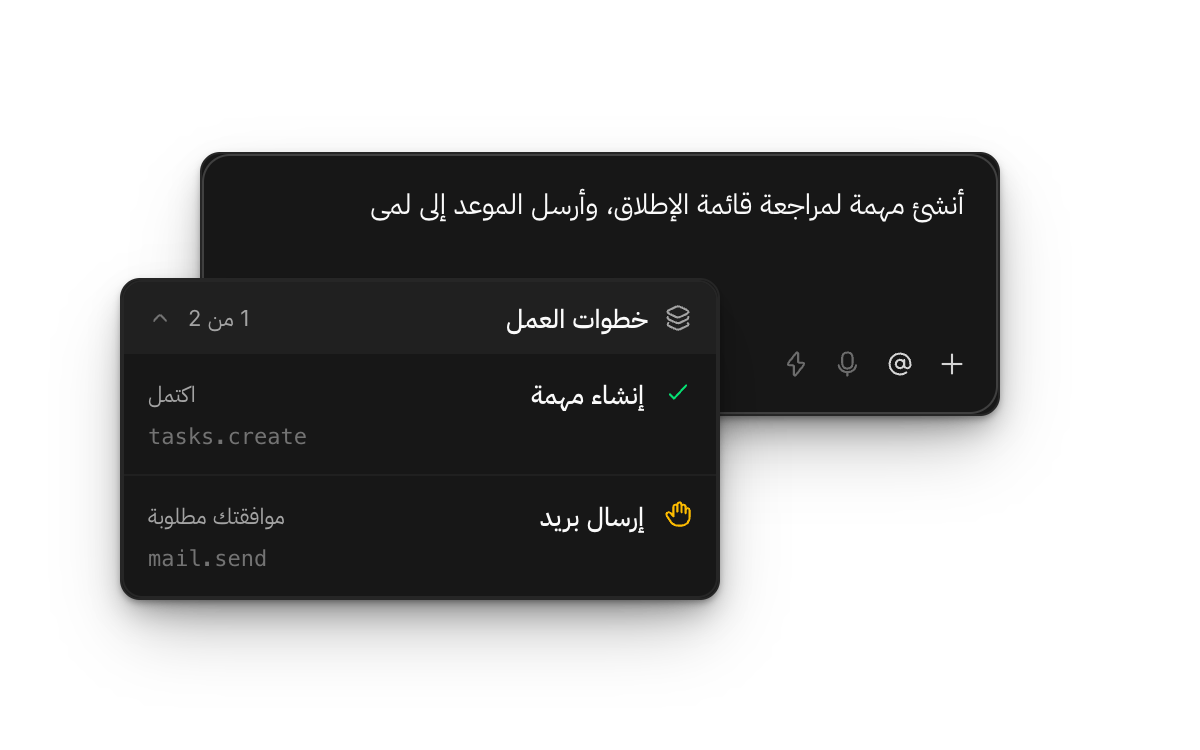 أنشئ مهمة لمراجعة قائمة الإطلاق، وأرسل الموعد إلى لمى
خطوات العمل 1 من 2
إنشاء مهمة اكتمل
tasks.create
إرسال بريد موافقتك مطلوبة
mail.send